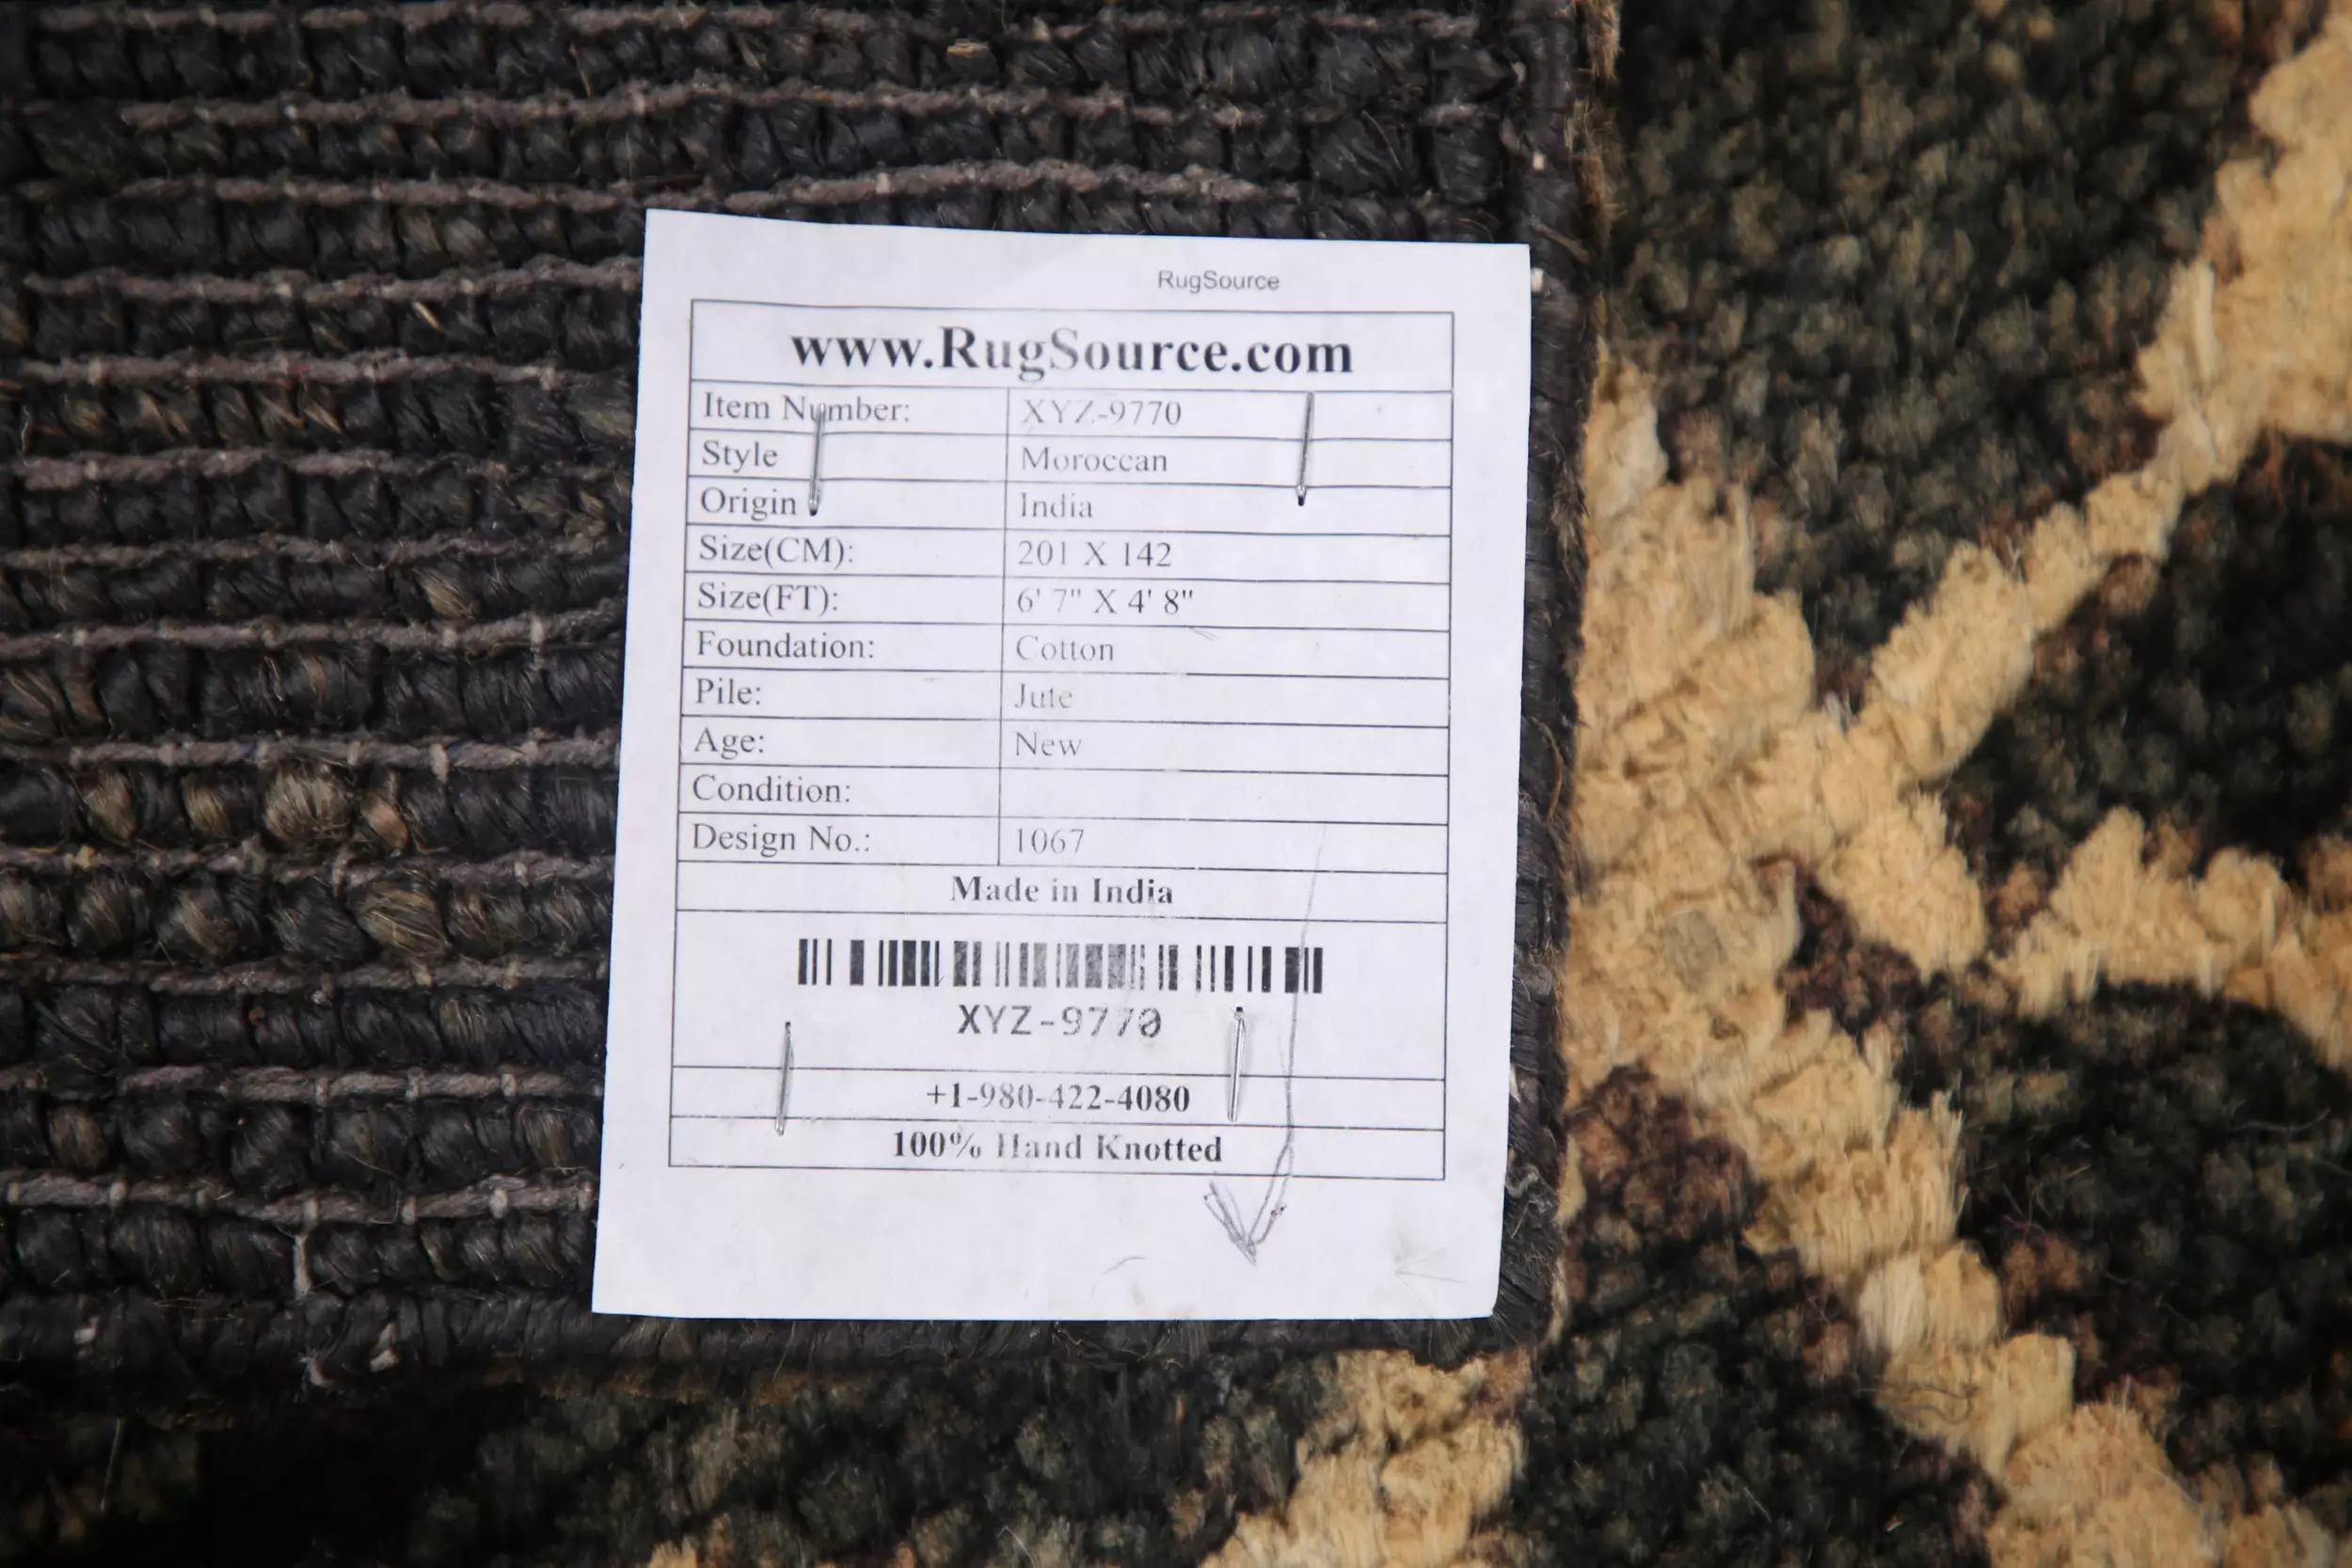 RugSource
www.RugSource.com
Item Number: XYZ-9770
Style Moroccan
Origin India
Size(CM): 201 X 142
Size(FT): 6' 7" X 4' 8"
Foundation: Cotton
Pile: Jute
Age: New
Condition:
Design No.: 1067
Made in India
XYZ-9770
+1-980-422-4080
100% Hand Knotted